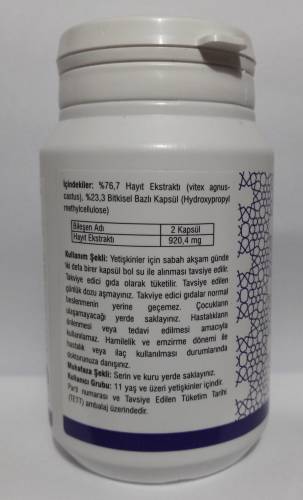 İçindekiler: %76,7 Hayıt Ekstraktı (vitex agnus-
castus), %23,3 Bitkisel Bazlı Kapsül (Hydroxypropyl
methylcellulose)
Bileşen Adı 2 Kapsül
Hayıt Ekstraktı 920,4 mg
Kullanım Şekli: Yetişkinler için sabah akşam günde
iki defa birer kapsül bol su ile alınması tavsiye edilir.
Takviye edici gıda olarak tüketilir. Tavsiye edilen
günlük dozu aşmayınız. Takviye edici gıdalar normal
beslenmenin yerine geçemez. Çocukların
ulaşamayacağı yerde saklayınız. Hastalıkların
önlenmesi veya tedavi edilmesi amacıyla
kullanılamaz. Hamilelik ve emzirme dönemi ile
hastalık veya ilaç kullanılması durumlarında
doktorunuza danışınız.
Muhafaza Şekli: Serin ve kuru yerde saklayınız.
Kullanıcı Grubu: 11 yaş ve üzeri yetişkinler içindir.
Parti numarası ve Tavsiye Edilen Tüketim Tarihi
(TETT) ambalaj üzerindedir.